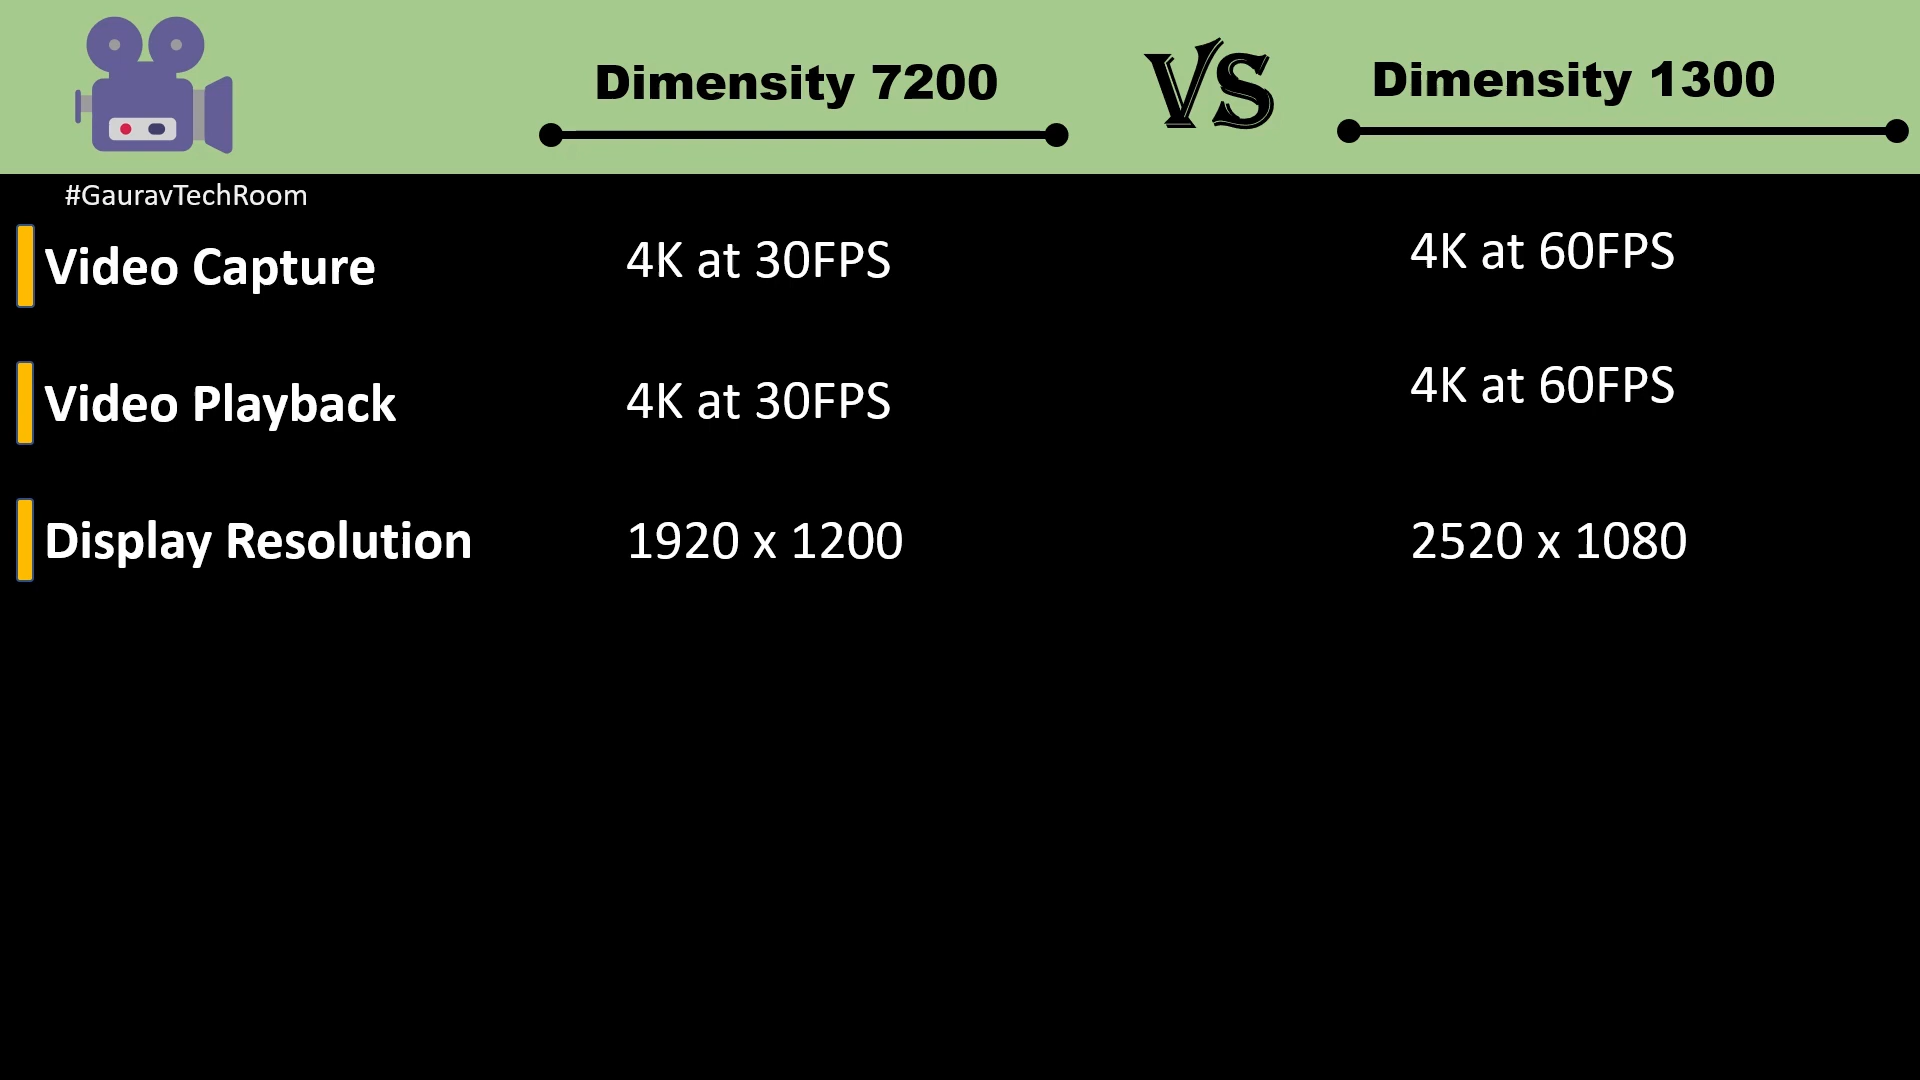 Dimensity 7200 VS Dimensity 1300
#GauravTechRoom
Video Capture 4K at 30FPS 4K at 60FPS
Video Playback 4K at 30FPS 4K at 60FPS
Display Resolution 1920 x 1200 2520 x 1080